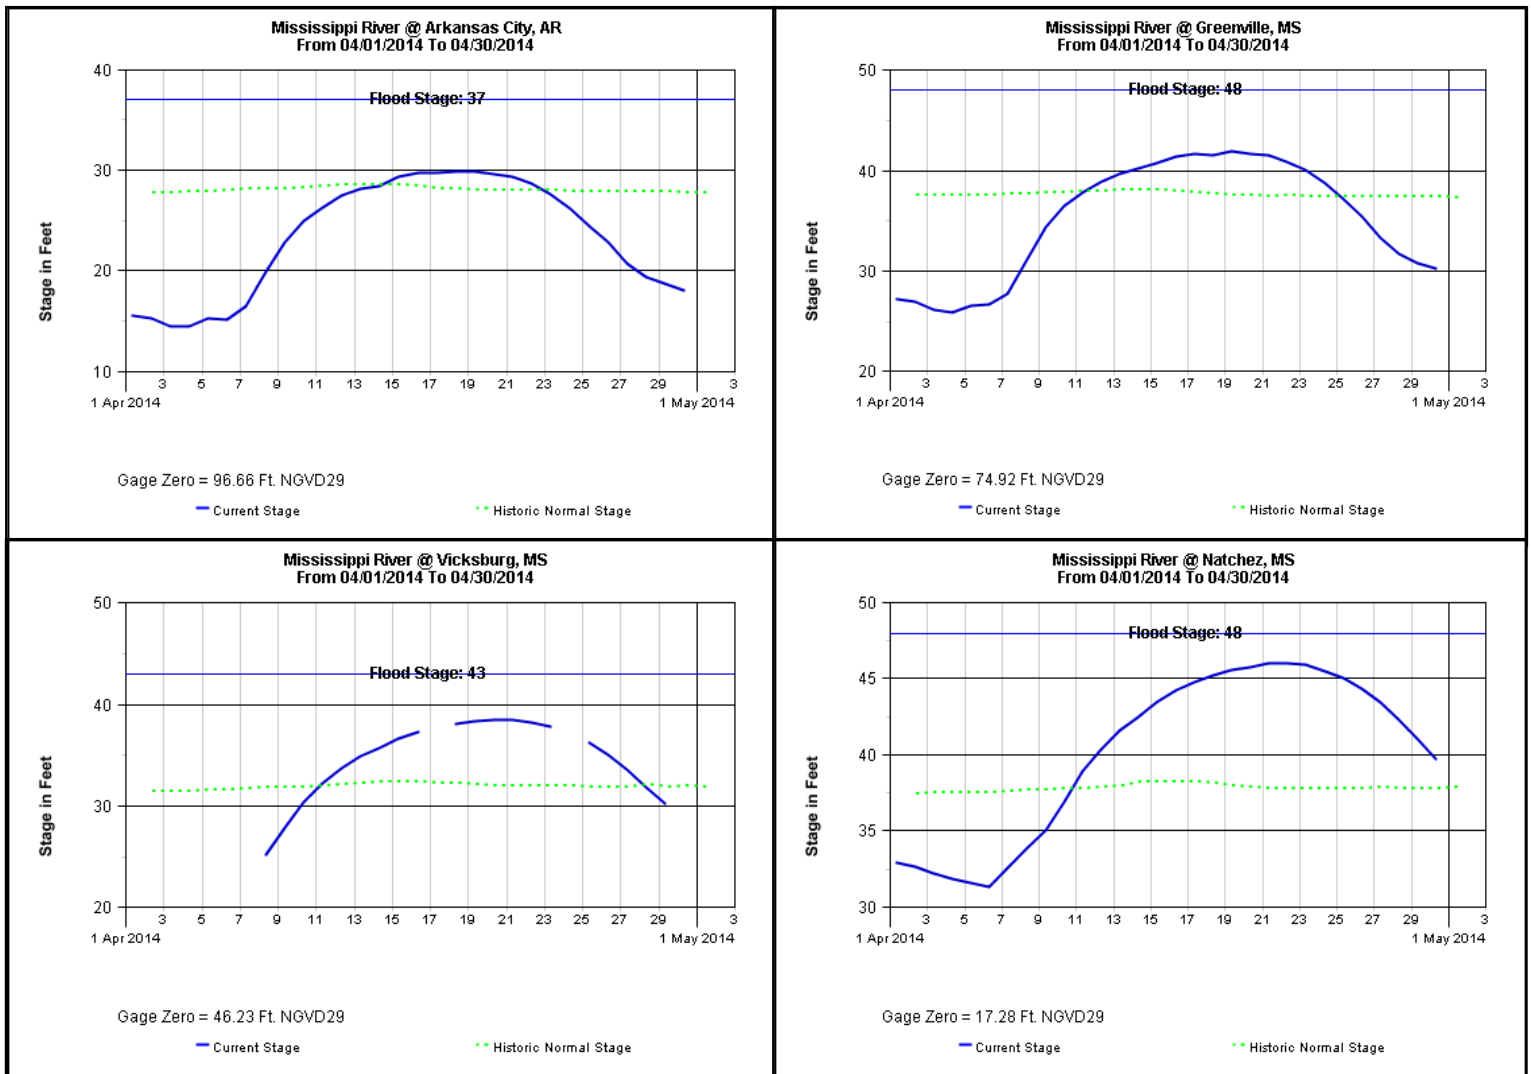 Mississippi River @ Arkansas City, AR
From 04/01/2014 To 04/30/2014
40
Flood Stage: 37
30
20
10
Stage in Feet
3 5 7 9 11 13 15 17 19 21 23 25 27 29 3
1 Apr 2014 1 May 2014
Gage Zero = 96.66 Ft. NGVD29
Current Stage Historic Normal Stage
Mississippi River @ Greenville, MS
From 04/01/2014 To 04/30/2014
50
Flood Stage: 48
40
30
20
Stage in Feet
3 5 7 9 11 13 15 17 19 21 23 25 27 29 3
1 Apr 2014 1 May 2014
Gage Zero = 74.92 Ft. NGVD29
Current Stage Historic Normal Stage
Mississippi River @ Vicksburg, MS
From 04/01/2014 To 04/30/2014
50
Flood Stage: 43
40
30
20
Stage in Feet
3 5 7 9 11 13 15 17 19 21 23 25 27 29 3
1 Apr 2014 1 May 2014
Gage Zero = 46.23 Ft. NGVD29
Current Stage Historic Normal Stage
Mississippi River @ Natchez, MS
From 04/01/2014 To 04/30/2014
50
Flood Stage: 48
45
40
35
30
Stage in Feet
3 5 7 9 11 13 15 17 19 21 23 25 27 29 3
1 Apr 2014 1 May 2014
Gage Zero = 17.28 Ft. NGVD29
Current Stage Historic Normal Stage